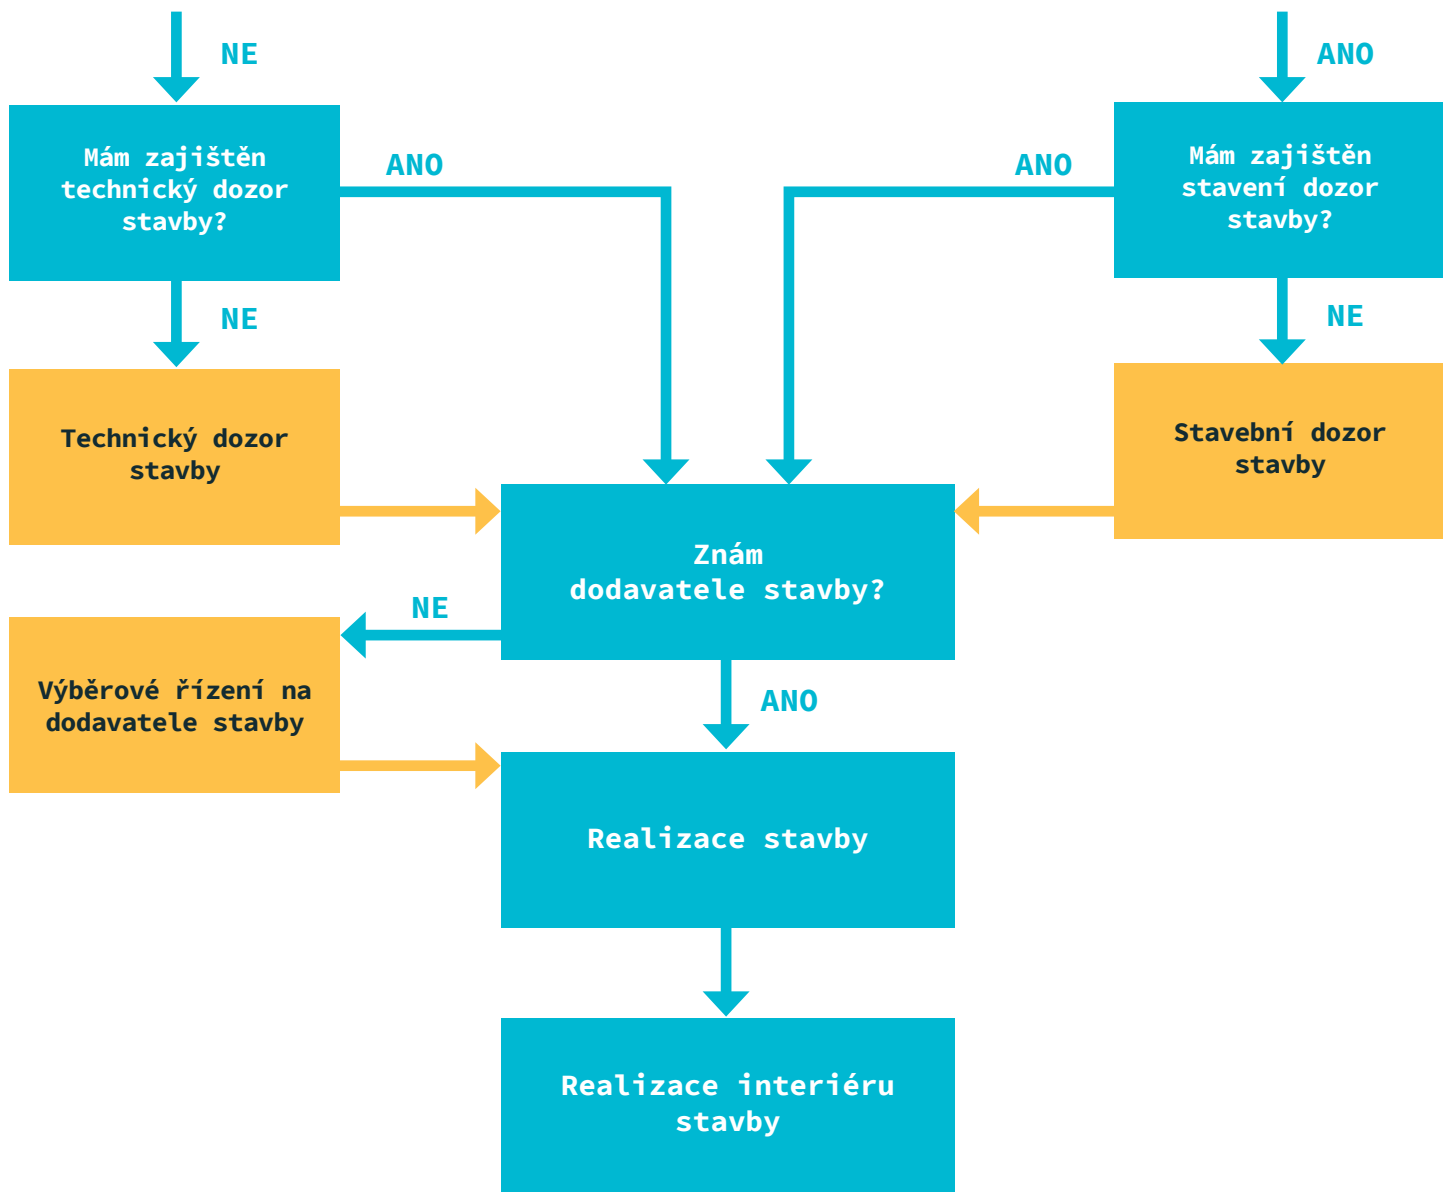 NE
ANO
Mám zajištěn
technický dozor
stavby?
ANO
ANO
Mám zajištěn
stavení dozor
stavby?
NE
NE
Technický dozor
stavby
Stavební dozor
stavby
Znám
dodavatele stavby?
NE
Výběrové řízení na
dodavatele stavby
ANO
Realizace stavby
Realizace interiéru
stavby